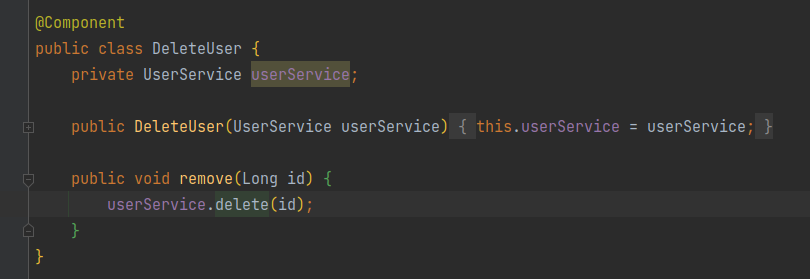 @Component
public class DeleteUser {
private UserService userService;
public DeleteUser(UserService userService) { this.userService = userService; }
public void remove(Long id) {
userService.delete(id);
}
}